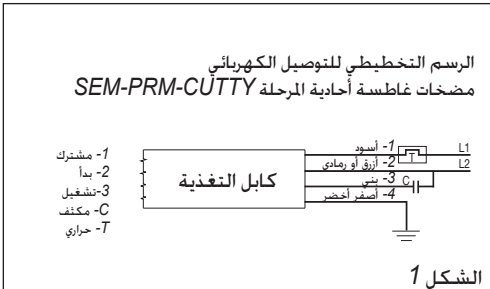 الرسم التخطيطي للتوصيل الكهربائي
مضخات غاطسة أحادية المرحلة SEM-PRM-CUTTY
1- مشترك
2- بدأ
3-تشغيل
C- مكثف
T- حراري
كابل التغذية
1- أسود
2- أزرق أو رمادى
3- بني
4- أصفر أخضر
T
C
L1
L2
الشكل 1